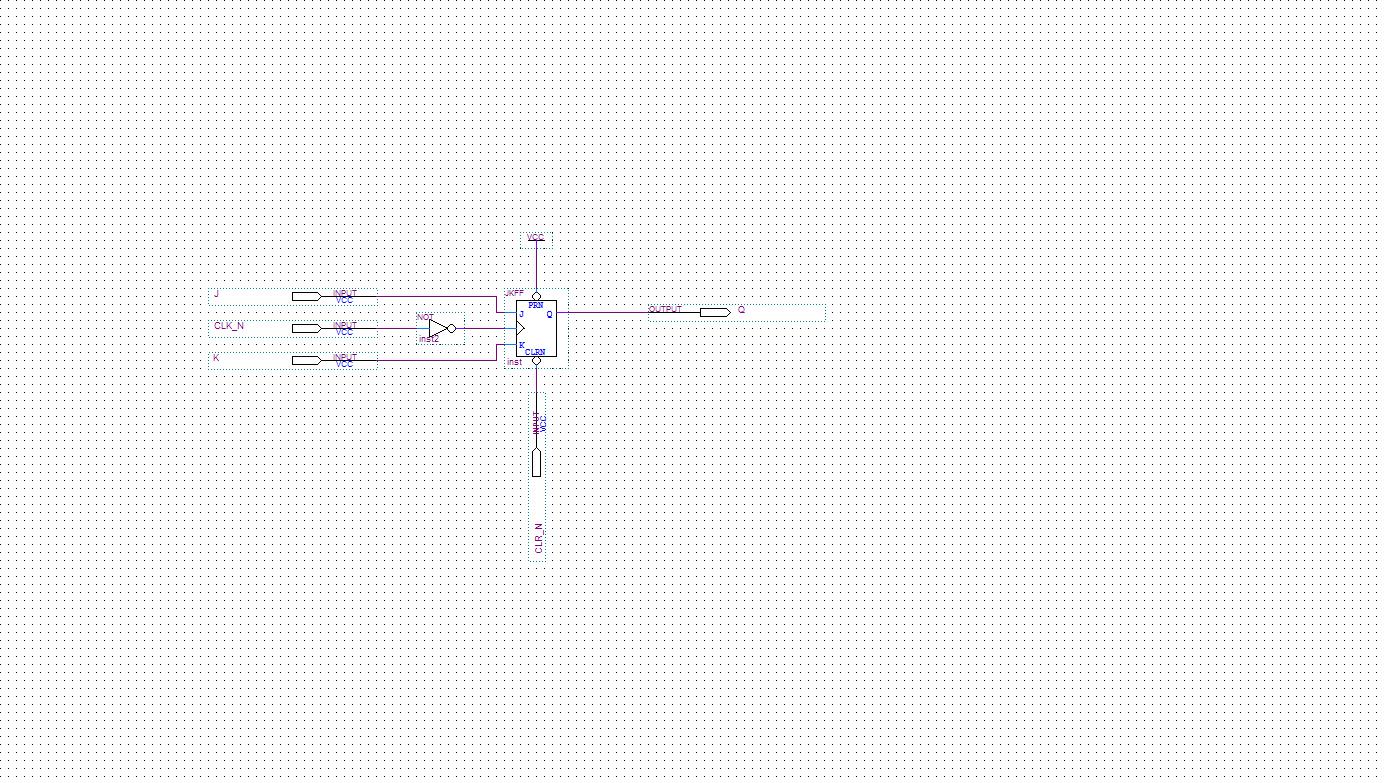 VCC
J
INPUT
VCC
JKFF
PRN
J
Q
OUTPUT
Q
CLK_N
INPUT
VCC
NOT
inst2
K
INPUT
VCC
K
CLRN
inst
INPUT
VCC
CLR_N